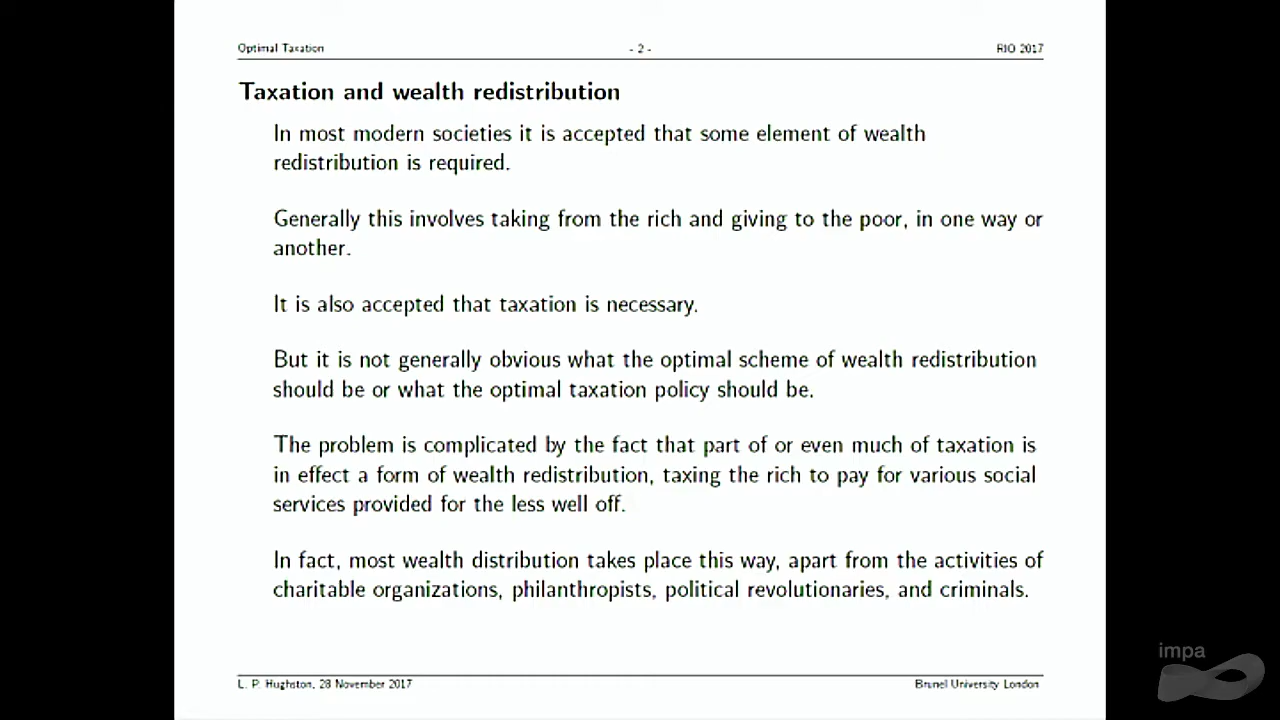 Optimal Taxation - 2 - RIO 2017
Taxation and wealth redistribution
In most modern societies it is accepted that some element of wealth
redistribution is required.
Generally this involves taking from the rich and giving to the poor, in one way or
another.
It is also accepted that taxation is necessary.
But it is not generally obvious what the optimal scheme of wealth redistribution
should be or what the optimal taxation policy should be.
The problem is complicated by the fact that part of or even much of taxation is
in effect a form of wealth redistribution, taxing the rich to pay for various social
services provided for the less well off.
In fact, most wealth distribution takes place this way, apart from the activities of
charitable organizations, philanthropists, political revolutionaries, and criminals.
L. P. Hughston, 28 November 2017 Brunel University London
impa